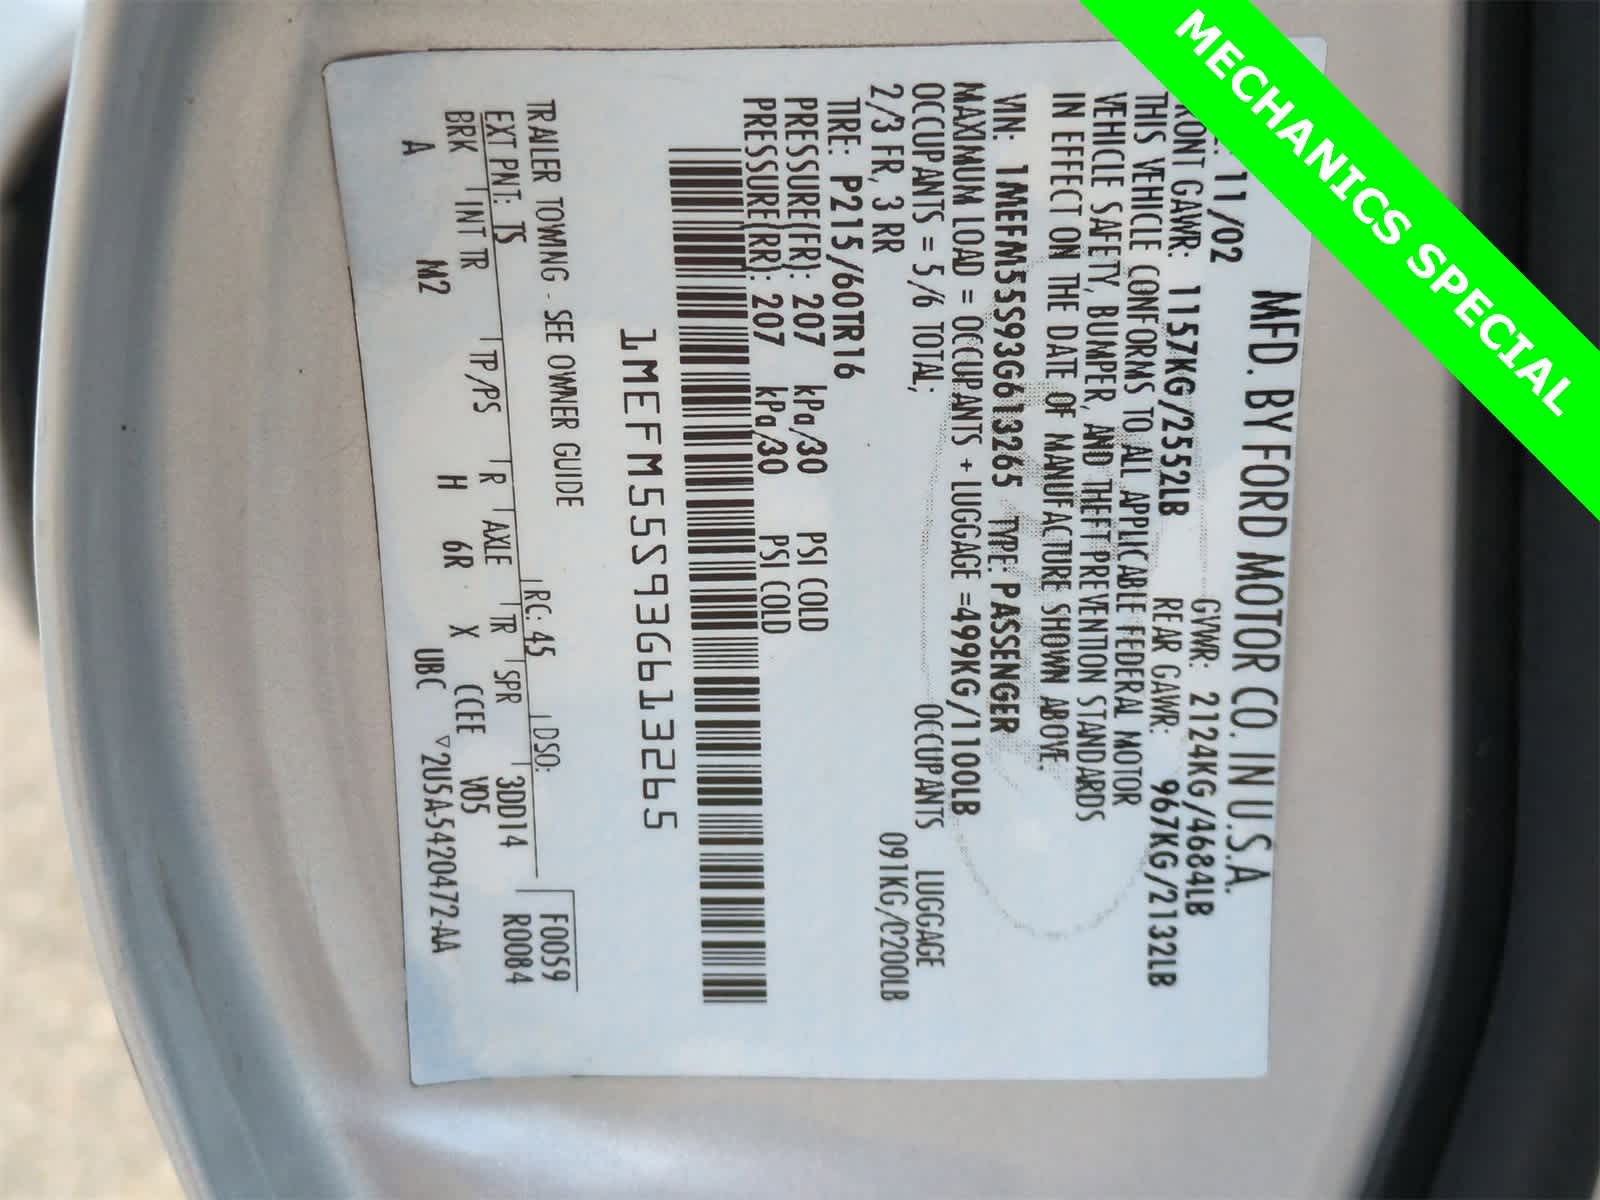 MECHANICS SPECIAL
MFD. BY FORD MOTOR CO. IN U.S.A.
11/02 GVWR: 2124KG/4684LB
GAWR: 1157KG/2552LB REAR GAWR: 967KG/2132LB
THIS VEHICLE CONFORMS TO ALL APPLICABLE FEDERAL MOTOR
VEHICLE SAFETY, BUMPER, AND THEFT PREVENTION STANDARDS
IN EFFECT ON THE DATE OF MANUFACTURE SHOWN ABOVE.
VIN: 1MEFM55S93G613265 TYPE: PASSENGER
MAXIMUM LOAD = OCCUPANTS + LUGGAGE =499KG/1100LB
OCCUPANTS = 5/6 TOTAL; OCCUPANTS LUGGAGE
2/3 FR, 3 RR 091KG/0200LB
TIRE: P215/60TR16
PRESSURE(FR): 207 kPa/30 PSI COLD
PRESSURE(RR): 207 kPa/30 PSI COLD
1MEFM55S93G613265
TRAILER TOWING - SEE OWNER GUIDE
RC: 45 DSO: F0059
EXT PNT: TS 3DD14 R0084
BRK INT TR TP/PS R AXLE TR SPR
A M2 H 6R X CCEE V05
UBC ▽2U5A-5420472-AA